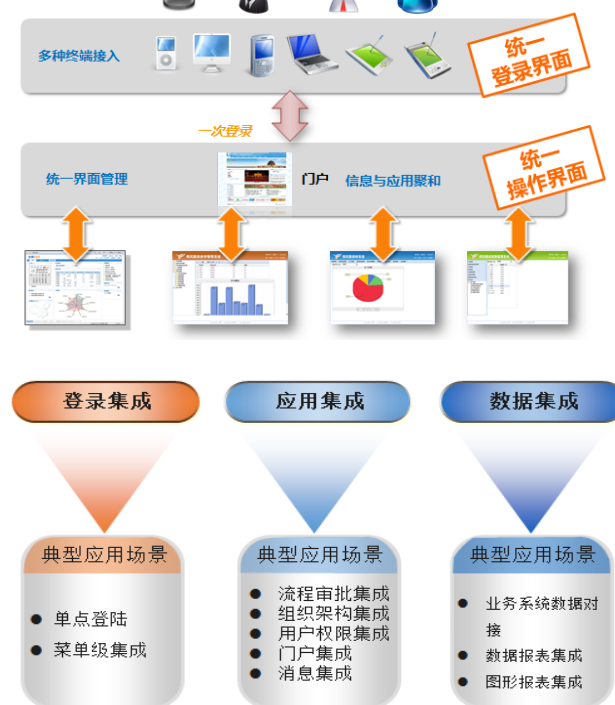 多种终端接入
统一
登录界面
一次登录
统一界面管理
门户
信息与应用聚和
统一
操作界面
登录集成
应用集成
数据集成
典型应用场景
● 单点登陆
● 菜单级集成
典型应用场景
● 流程审批集成
● 组织架构集成
● 用户权限集成
● 门户集成
● 消息集成
典型应用场景
● 业务系统数据对
接
● 数据报表集成
● 图形报表集成